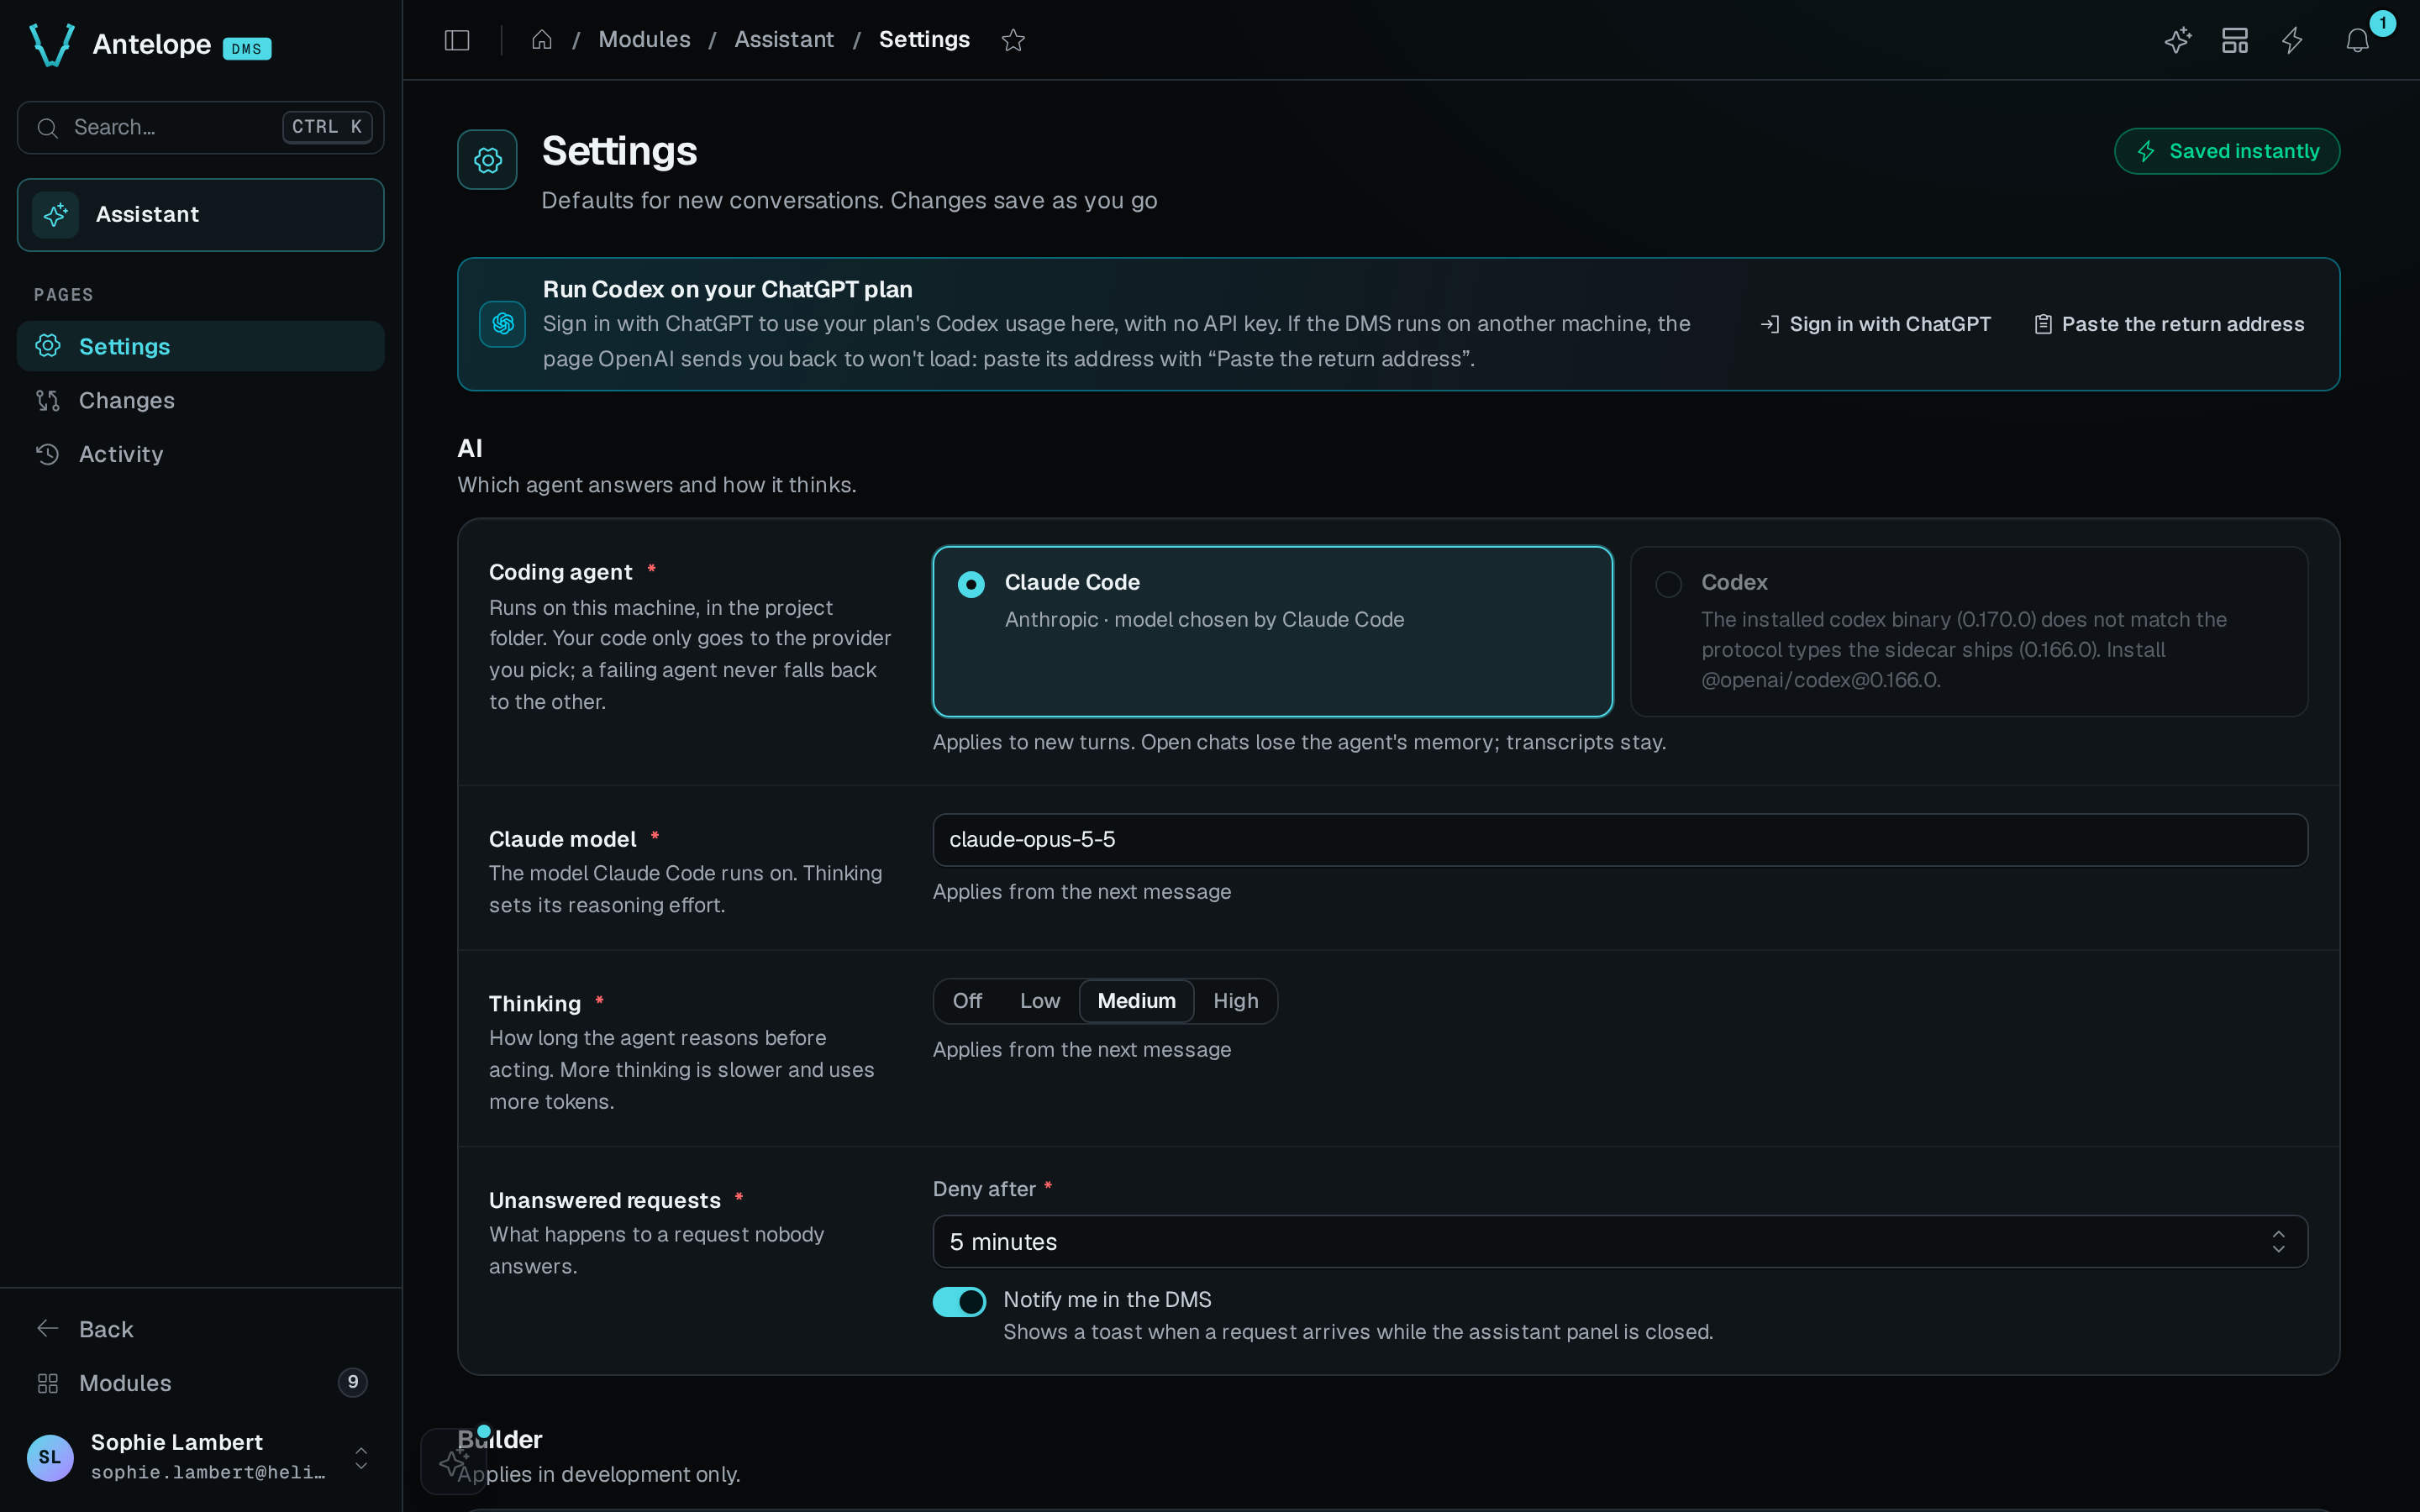 Antelope DMS
Search...
CTRL K
Assistant
PAGES
Settings
Changes
Activity
Back
Modules 9
SL
Sophie Lambert
sophie.lambert@heli…
/ Modules / Assistant / Settings
1
Settings
Defaults for new conversations. Changes save as you go
Saved instantly
Run Codex on your ChatGPT plan
Sign in with ChatGPT to use your plan's Codex usage here, with no API key. If the DMS runs on another machine, the
page OpenAI sends you back to won't load: paste its address with “Paste the return address”.
Sign in with ChatGPT
Paste the return address
AI
Which agent answers and how it thinks.
Coding agent *
Runs on this machine, in the project
folder. Your code only goes to the provider
you pick; a failing agent never falls back
to the other.
Claude Code
Anthropic · model chosen by Claude Code
Codex
The installed codex binary (0.170.0) does not match the
protocol types the sidecar ships (0.166.0). Install
@openai/codex@0.166.0.
Applies to new turns. Open chats lose the agent's memory; transcripts stay.
Claude model *
The model Claude Code runs on. Thinking
sets its reasoning effort.
claude-opus-5-5
Applies from the next message
Thinking *
How long the agent reasons before
acting. More thinking is slower and uses
more tokens.
Off Low Medium High
Applies from the next message
Unanswered requests *
What happens to a request nobody
answers.
Deny after *
5 minutes
Notify me in the DMS
Shows a toast when a request arrives while the assistant panel is closed.
Builder
Applies in development only.